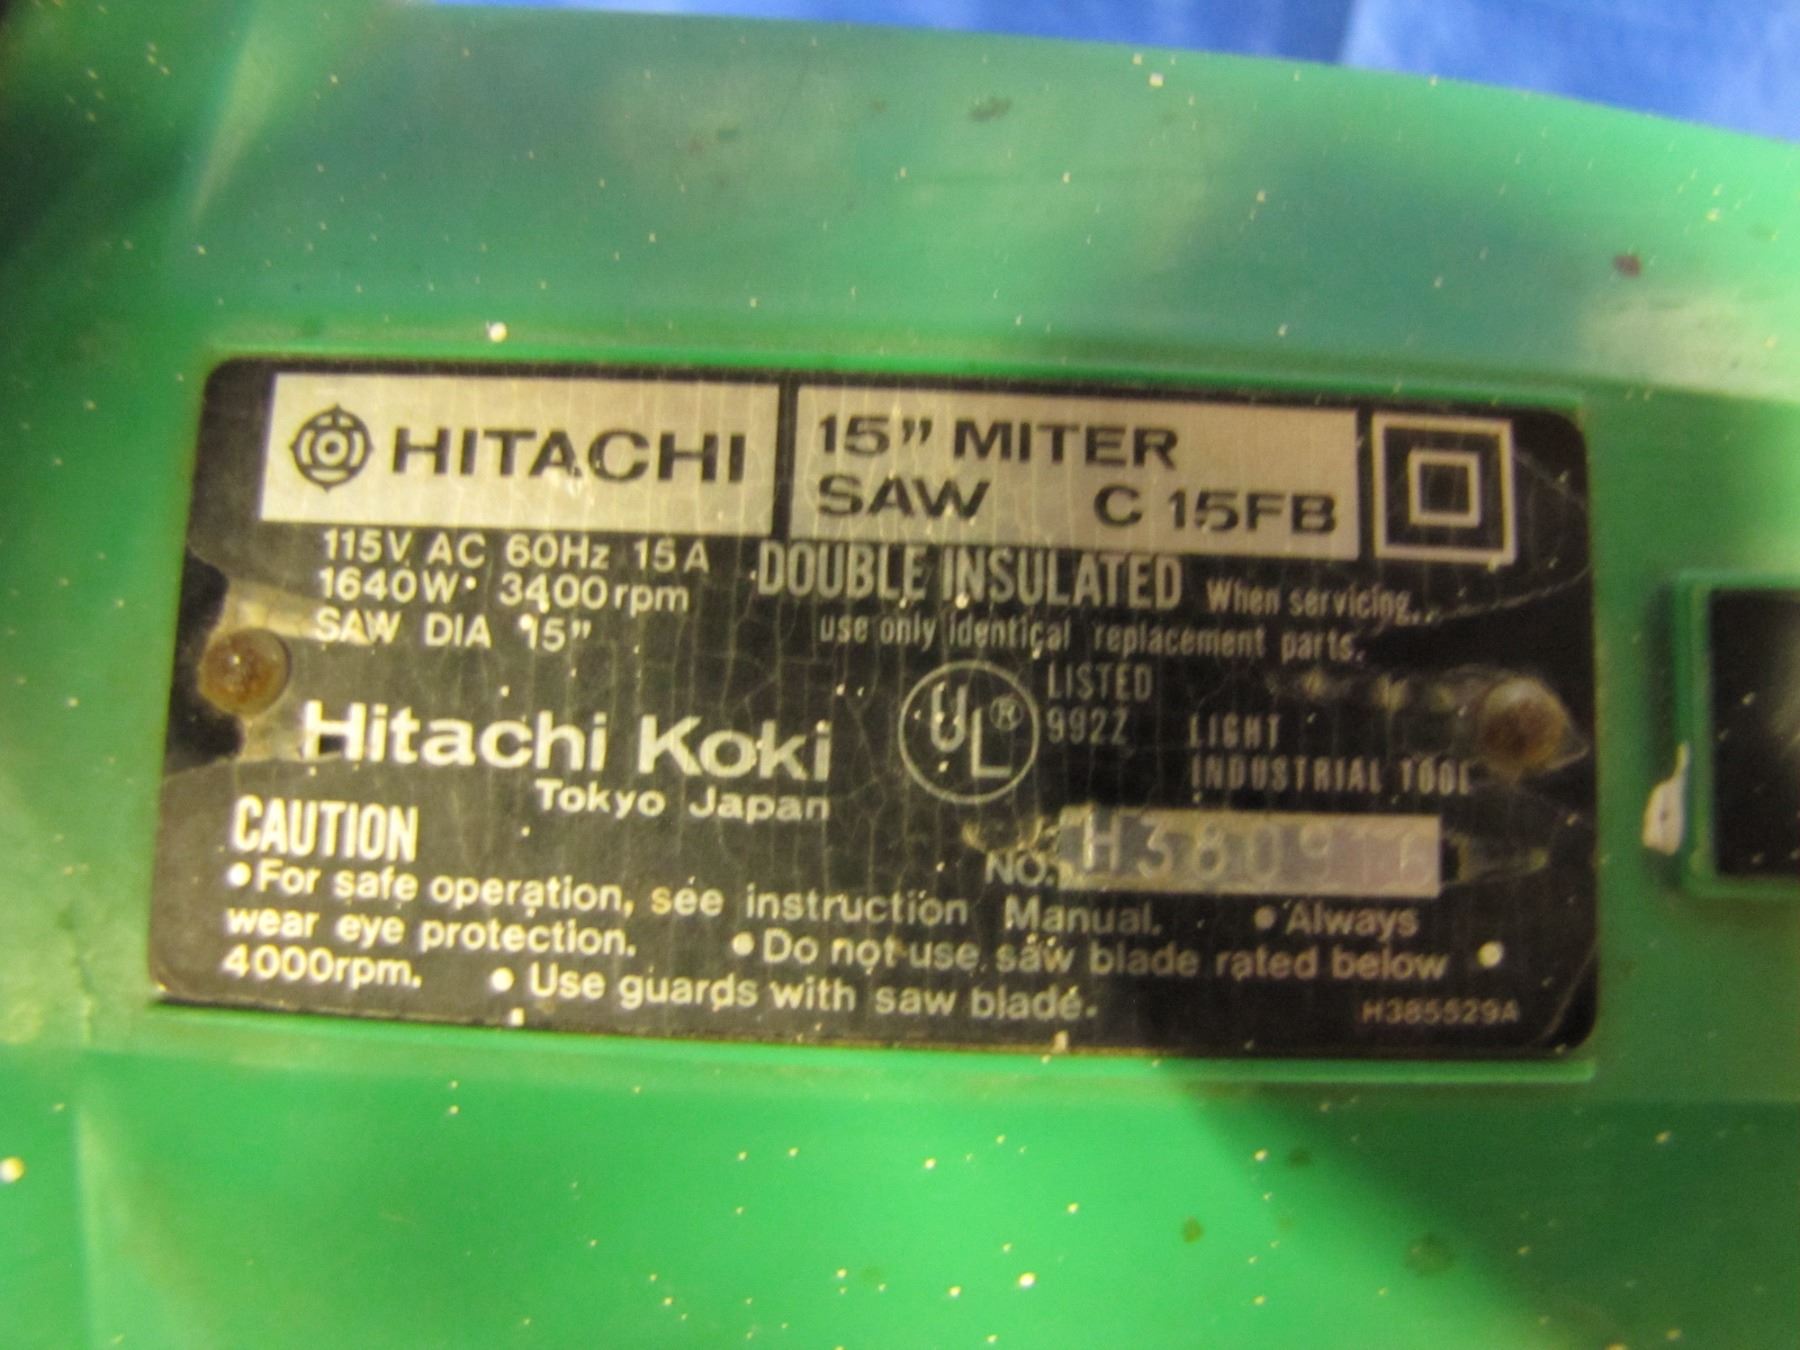 HITACHI
15" MITER
SAW C 15FB
115V AC 60Hz 15A
1640W 3400rpm
SAW DIA 15"
DOUBLE INSULATED When servicing
use only identical replacement parts.
UL®
LISTED
992Z
LIGHT
INDUSTRIAL TOOL
Hitachi Koki
Tokyo Japan
NO.
CAUTION
• For safe operation, see instruction Manual. • Always
wear eye protection. • Do not use saw blade rated below
4000rpm. • Use guards with saw blade.